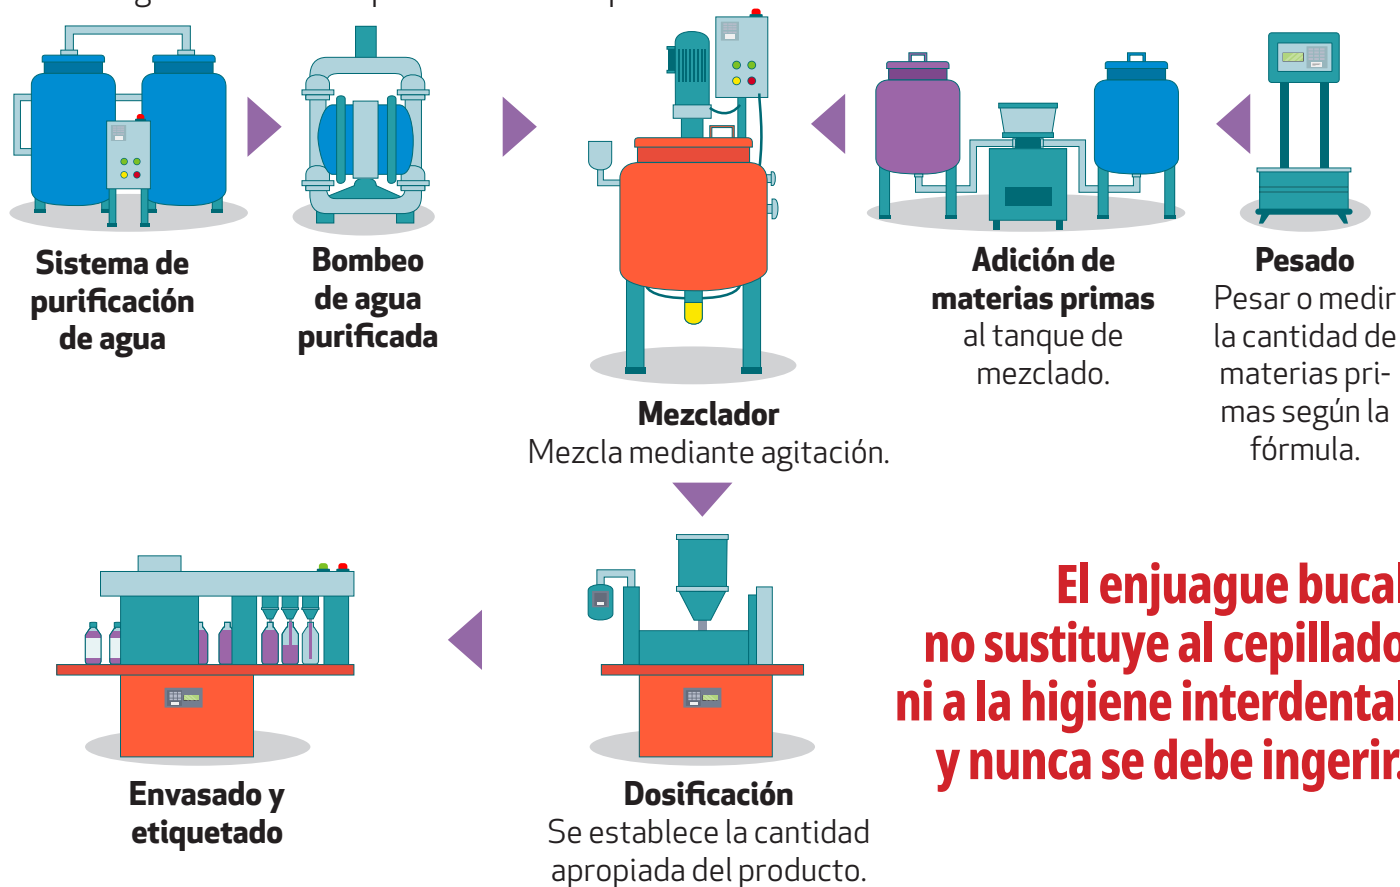 Sistema de
purificación
de agua
Bombeo
de agua
purificada
Mezclador
Mezcla mediante agitación.
Adición de
materias primas
al tanque de
mezclado.
Pesado
Pesar o medir
la cantidad de
materias pri-
mas según la
fórmula.
El enjuague bucal
no sustituye al cepillado
ni a la higiene interdental
y nunca se debe ingerir.
Envasado y
etiquetado
Dosificación
Se establece la cantidad
apropiada del producto.